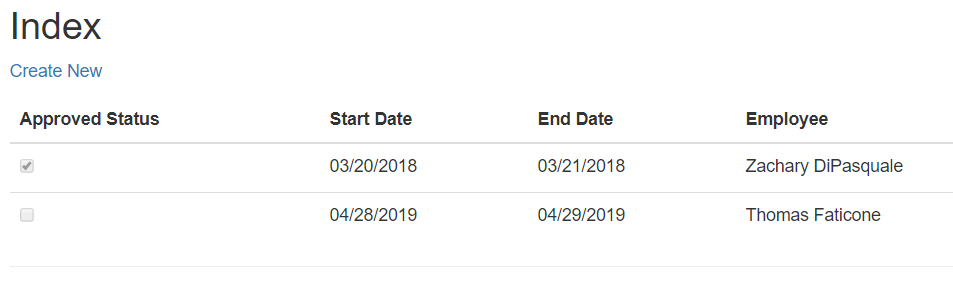 Index
Create New
Approved Status Start Date End Date Employee
03/20/2018 03/21/2018 Zachary DiPasquale
04/28/2019 04/29/2019 Thomas Faticone